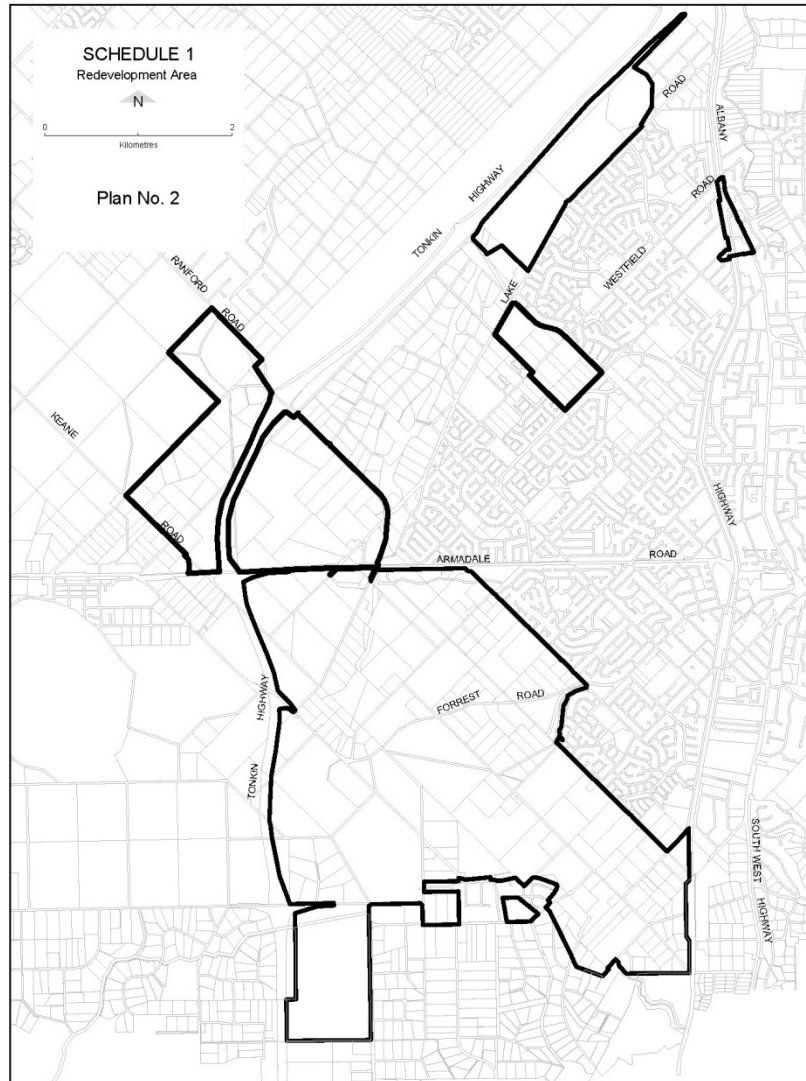 SCHEDULE 1
Redevelopment Area
N
0 2
Kilometres
Plan No. 2
ROAD
ALBANY
HIGHWAY
TONKIN
ROAD
WESTFIELD
RANFORD
ROAD
LAKE
KEANE
ROAD
HIGHWAY
ARMADALE ROAD
HIGHWAY
TONKIN
FORREST ROAD
SOUTH WEST
HIGHWAY